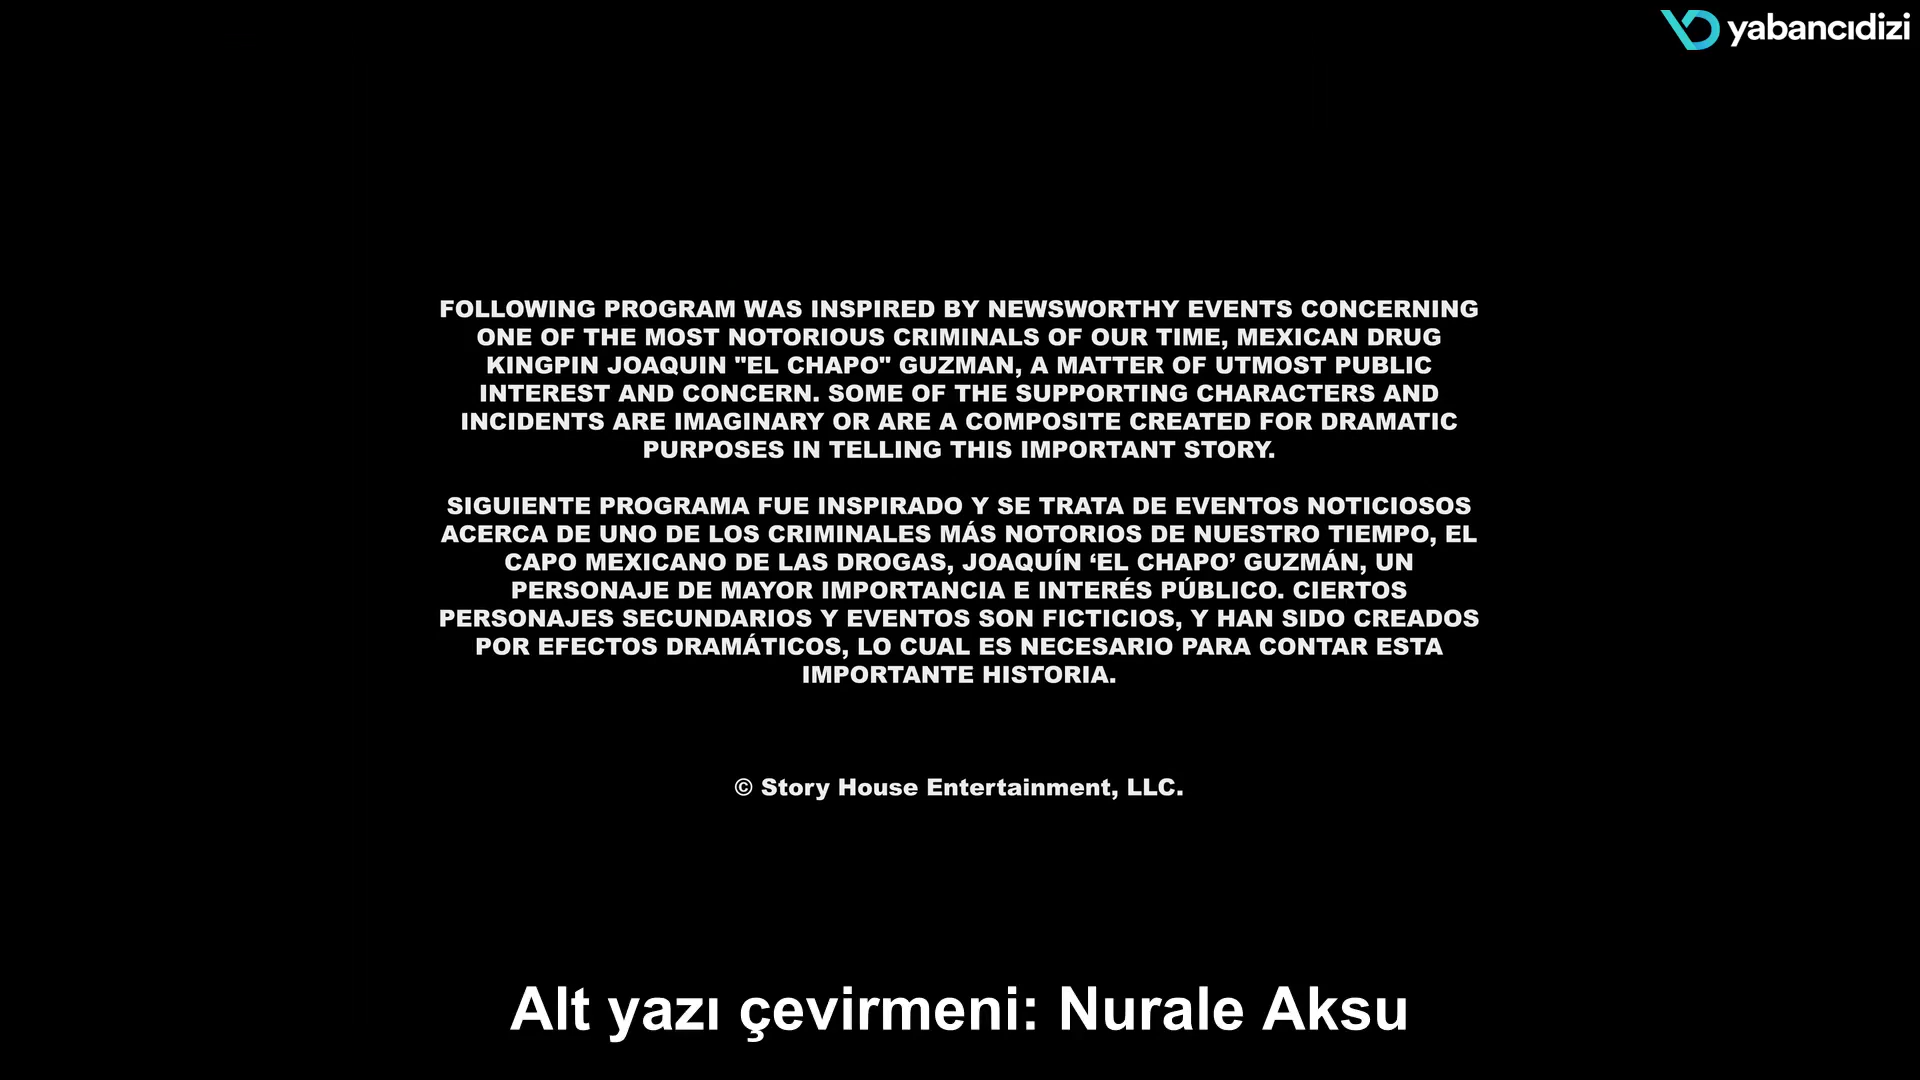 yabancıdizi
FOLLOWING PROGRAM WAS INSPIRED BY NEWSWORTHY EVENTS CONCERNING
ONE OF THE MOST NOTORIOUS CRIMINALS OF OUR TIME, MEXICAN DRUG
KINGPIN JOAQUIN "EL CHAPO" GUZMAN, A MATTER OF UTMOST PUBLIC
INTEREST AND CONCERN. SOME OF THE SUPPORTING CHARACTERS AND
INCIDENTS ARE IMAGINARY OR ARE A COMPOSITE CREATED FOR DRAMATIC
PURPOSES IN TELLING THIS IMPORTANT STORY.
SIGUIENTE PROGRAMA FUE INSPIRADO Y SE TRATA DE EVENTOS NOTICIOSOS
ACERCA DE UNO DE LOS CRIMINALES MÁS NOTORIOS DE NUESTRO TIEMPO, EL
CAPO MEXICANO DE LAS DROGAS, JOAQUÍN ‘EL CHAPO’ GUZMÁN, UN
PERSONAJE DE MAYOR IMPORTANCIA E INTERÉS PÚBLICO. CIERTOS
PERSONAJES SECUNDARIOS Y EVENTOS SON FICTICIOS, Y HAN SIDO CREADOS
POR EFECTOS DRAMÁTICOS, LO CUAL ES NECESARIO PARA CONTAR ESTA
IMPORTANTE HISTORIA.
© Story House Entertainment, LLC.
Alt yazı çevirmeni: Nurale Aksu